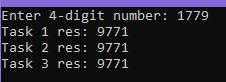 Enter 4-digit number: 1779
Task 1 res: 9771
Task 2 res: 9771
Task 3 res: 9771